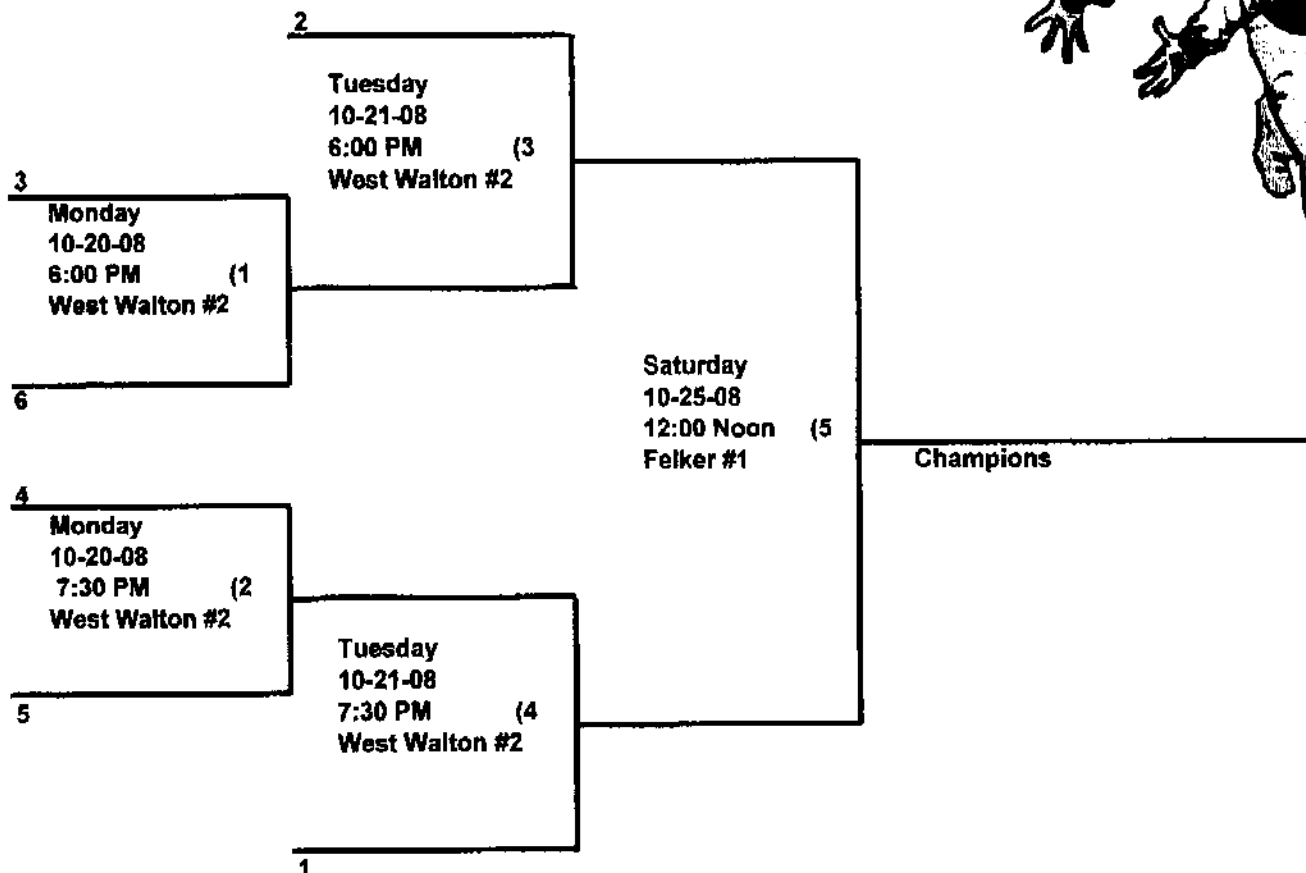 2
Tuesday
10-21-08
6:00 PM (3
West Walton #2
3
Monday
10-20-08
6:00 PM (1
West Walton #2
6
Saturday
10-25-08
12:00 Noon (5
Felker #1
Champions
4
Monday
10-20-08
7:30 PM (2
West Walton #2
5
Tuesday
10-21-08
7:30 PM (4
West Walton #2
1